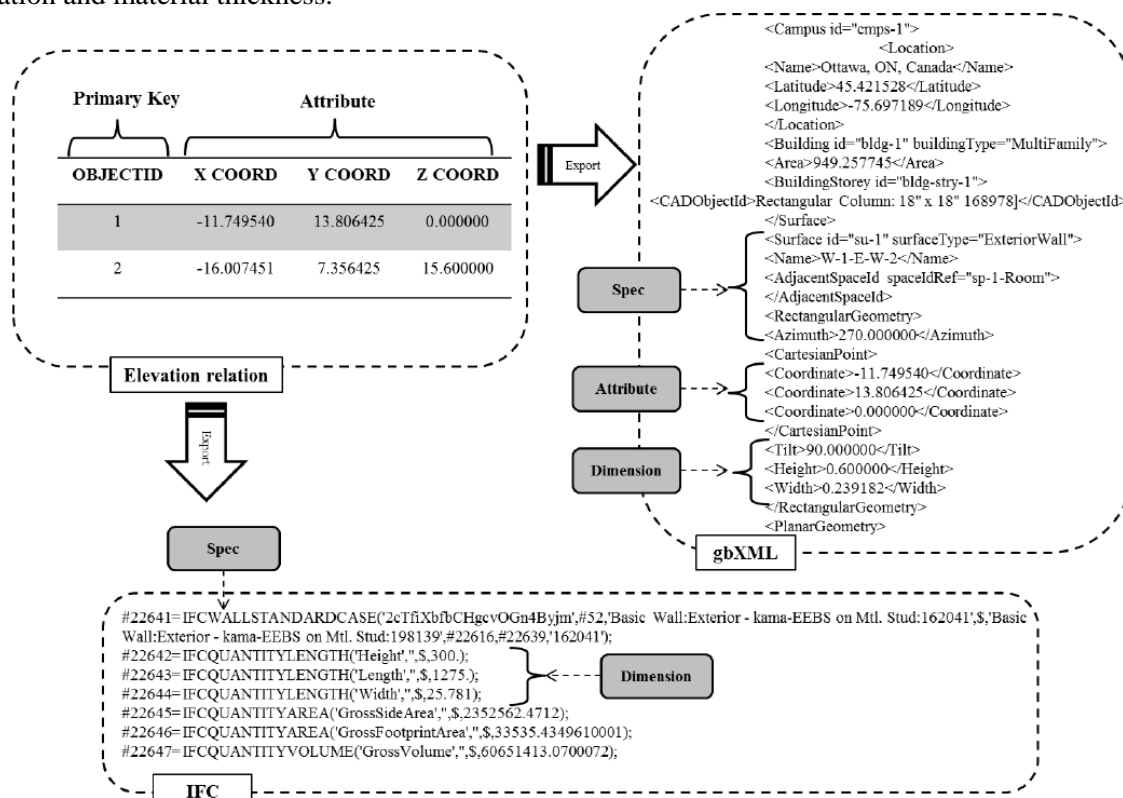 ation and material thickness.
Primary Key
Attribute
OBJECTID X COORD Y COORD Z COORD
1 -11.749540 13.806425 0.000000
2 -16.007451 7.356425 15.600000
Elevation relation
Export
Export
<Campus id="cmps-1">
<Location>
<Name>Ottawa, ON, Canada</Name>
<Latitude>45.421528</Latitude>
<Longitude>-75.697189</Longitude>
</Location>
<Building id="bldg-1" buildingType="MultiFamily">
<Area>949.257745</Area>
<BuildingStorey id="bldg-stry-1">
<CADObjectId>Rectangular Column: 18" x 18" 168978]</CADObjectId>
</Surface>
<Surface id="su-1" surfaceType="ExteriorWall">
<Name>W-1-E-W-2</Name>
<AdjacentSpaceId spaceIdRef="sp-1-Room">
</AdjacentSpaceId>
<RectangularGeometry>
<Azimuth>270.000000</Azimuth>
<CartesianPoint>
<Coordinate>-11.749540</Coordinate>
<Coordinate>13.806425</Coordinate>
<Coordinate>0.000000</Coordinate>
</CartesianPoint>
<Tilt>90.000000</Tilt>
<Height>0.600000</Height>
<Width>0.239182</Width>
</RectangularGeometry>
<PlanarGeometry>
Spec
Attribute
Dimension
gbXML
Spec
#22641=IFCWALLSTANDARDCASE('2cTfiXbfbCHgcvOGn4Byjm',#52,'Basic Wall:Exterior - kama-EEBS on Mtl. Stud:162041',$,'Basic
Wall:Exterior - kama-EEBS on Mtl. Stud:198139',#22616,#22639,'162041');
#22642=IFCQUANTITYLENGTH('Height','',$,300.);
#22643=IFCQUANTITYLENGTH('Length','',$,1275.);
#22644=IFCQUANTITYLENGTH('Width','',$,25.781);
#22645=IFCQUANTITYAREA('GrossSideArea','',$,2352562.4712);
#22646=IFCQUANTITYAREA('GrossFootprintArea','',$,33535.4349610001);
#22647=IFCQUANTITYVOLUME('GrossVolume','',$,60651413.0700072);
Dimension
IFC